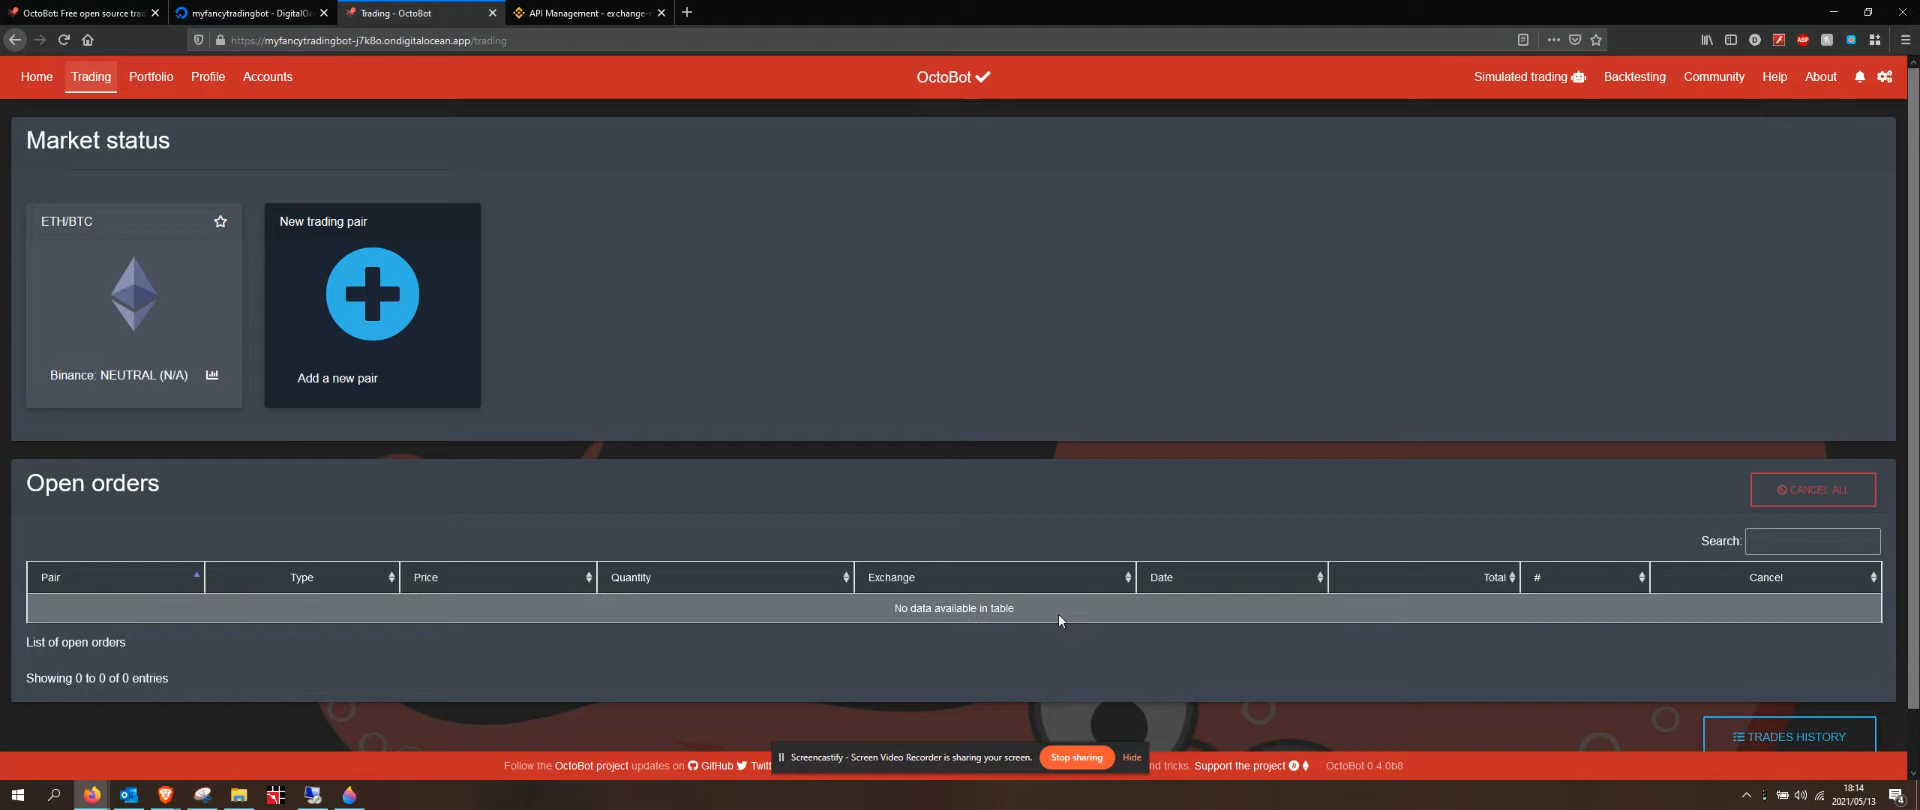 OctoBot: Free open source trad
myfancytradingbot - DigitalOc
Trading - OctoBot
API Management - exchange-
https://myfancytradingbot-j7k8o.ondigitalocean.app/trading
Home
Trading
Portfolio
Profile
Accounts
OctoBot
Simulated trading
Backtesting
Community
Help
About
Market status
ETH/BTC
New trading pair
Binance: NEUTRAL (N/A)
Add a new pair
Open orders
CANCEL ALL
Search:
Pair
Type
Price
Quantity
Exchange
Date
Total
#
Cancel
No data available in table
List of open orders
Showing 0 to 0 of 0 entries
TRADES HISTORY
Screencastify - Screen Video Recorder is sharing your screen.
Stop sharing
Hide
Follow the OctoBot project updates on GitHub Twitt
nd tricks. Support the project
OctoBot 0.4.0b8
ABP
18:14
2021/05/13
4